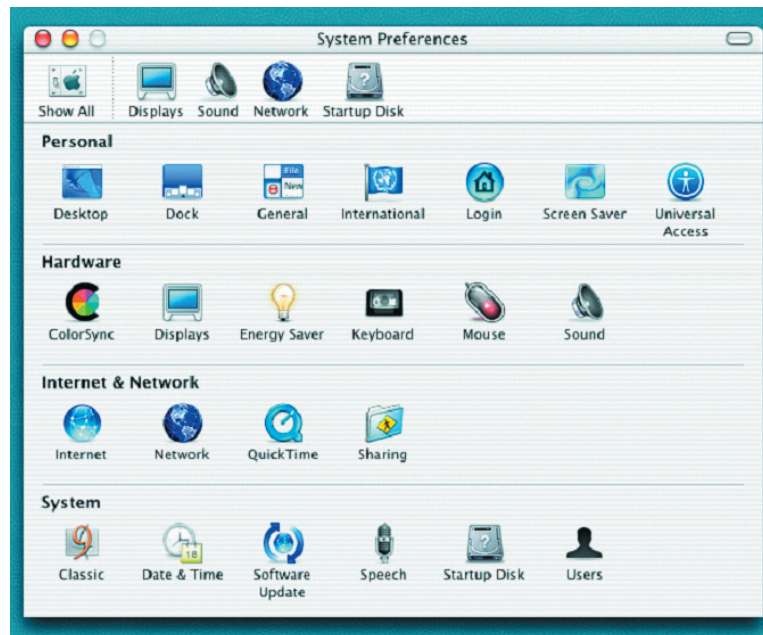 System Preferences
Show All Displays Sound Network Startup Disk
Personal
File
New
Desktop Dock General International Login Screen Saver Universal
Access
Hardware
ColorSync Displays Energy Saver Keyboard Mouse Sound
Internet & Network
Internet Network QuickTime Sharing
System
9
18
?
Classic Date & Time Software Speech Startup Disk Users
Update